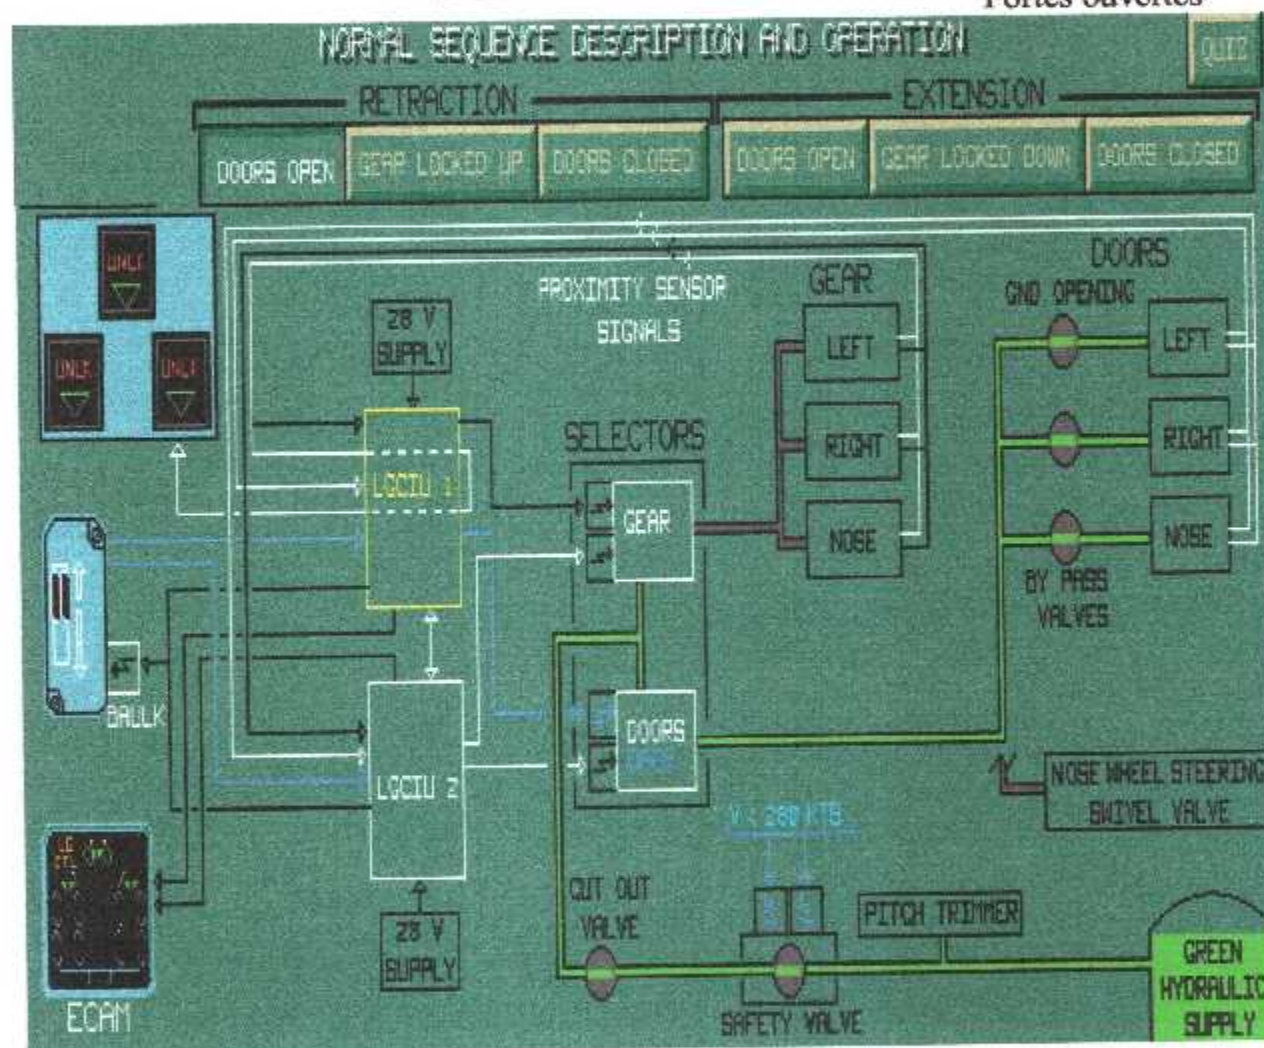 Portes ouvertes
NORMAL SEQUENCE DESCRIPTION AND OPERATION
QUIZ
RETRACTION
EXTENSION
DOORS OPEN
GEAR LOCKED UP
DOORS CLOSED
DOORS OPEN
GEAR LOCKED DOWN
DOORS CLOSED
PROXIMITY SENSOR
SIGNALS
GEAR
DOORS
GND OPENING
UNLK
UNLK
UNLK
28 V
SUPPLY
LEFT
LEFT
SELECTORS
RIGHT
RIGHT
LGCIU 1
GEAR
NOSE
NOSE
BY PASS
VALVES
BAULK
DOORS
LGCIU 2
NOSE WHEEL STEERING
SWIVEL VALVE
V < 260 KTS
L/G
CTL
CUT OUT
VALVE
PITCH TRIMMER
28 V
SUPPLY
GREEN
HYDRAULIC
SUPPLY
ECAM
SAFETY VALVE